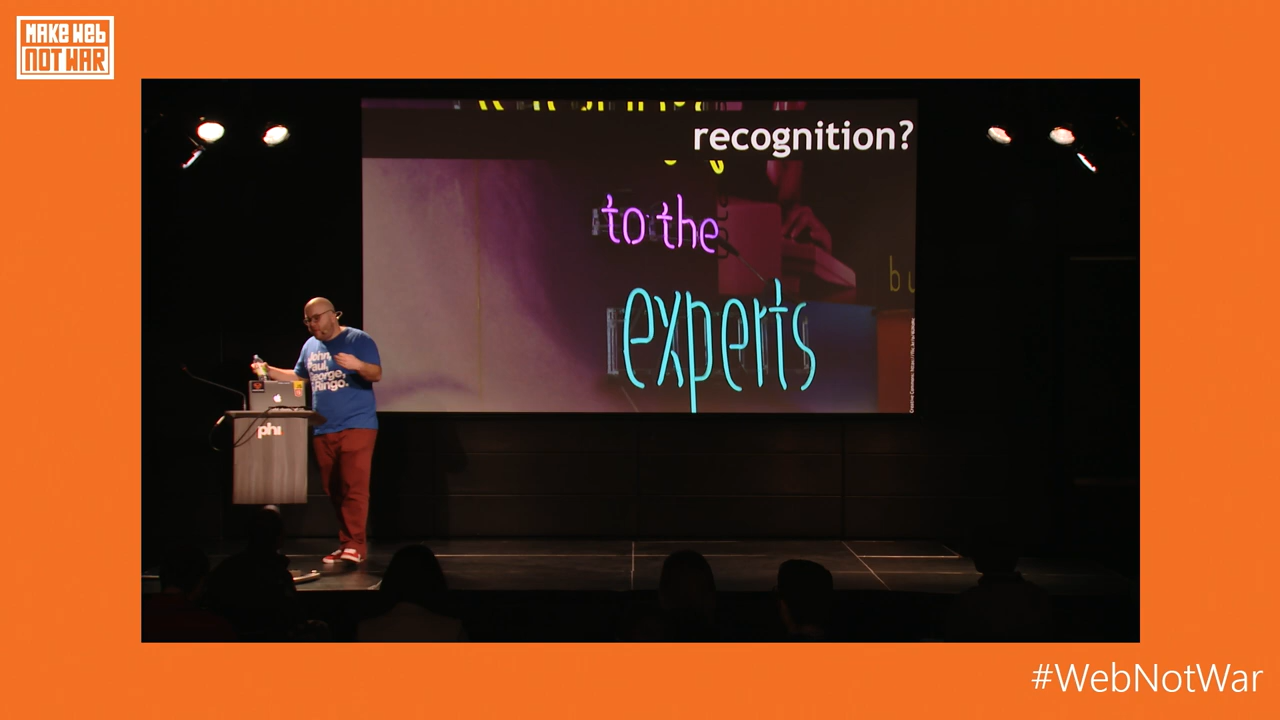 MAKE WEB
NOT WAR
recognition?
to the
experts
John,
Paul,
George,
Ringo.
phi
#WebNotWar